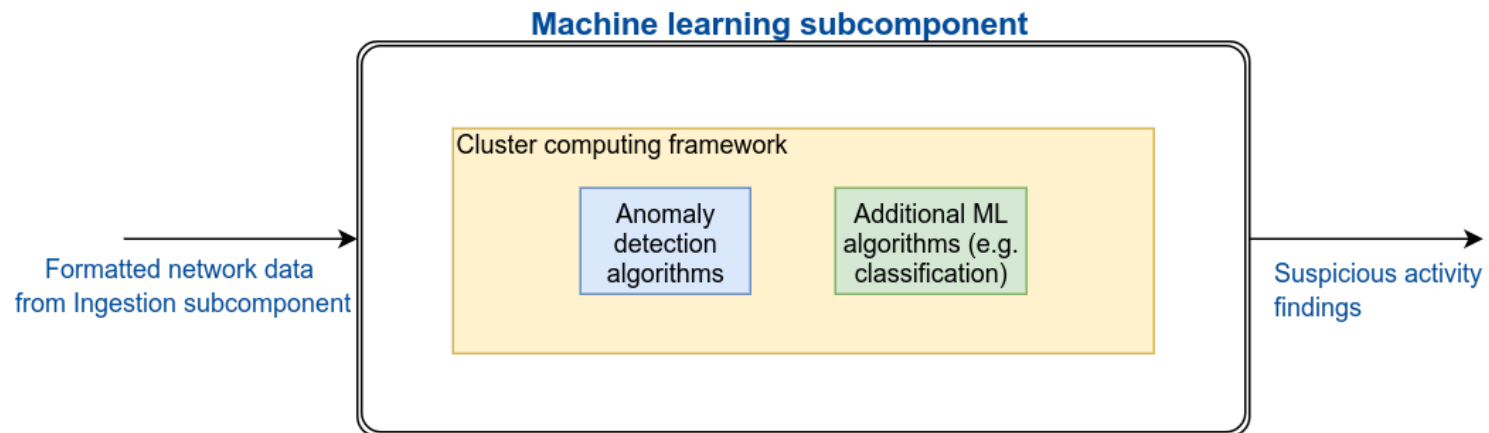 Machine learning subcomponent
Cluster computing framework
Anomaly
detection
algorithms
Additional ML
algorithms (e.g.
classification)
Formatted network data
from Ingestion subcomponent
Suspicious activity
findings